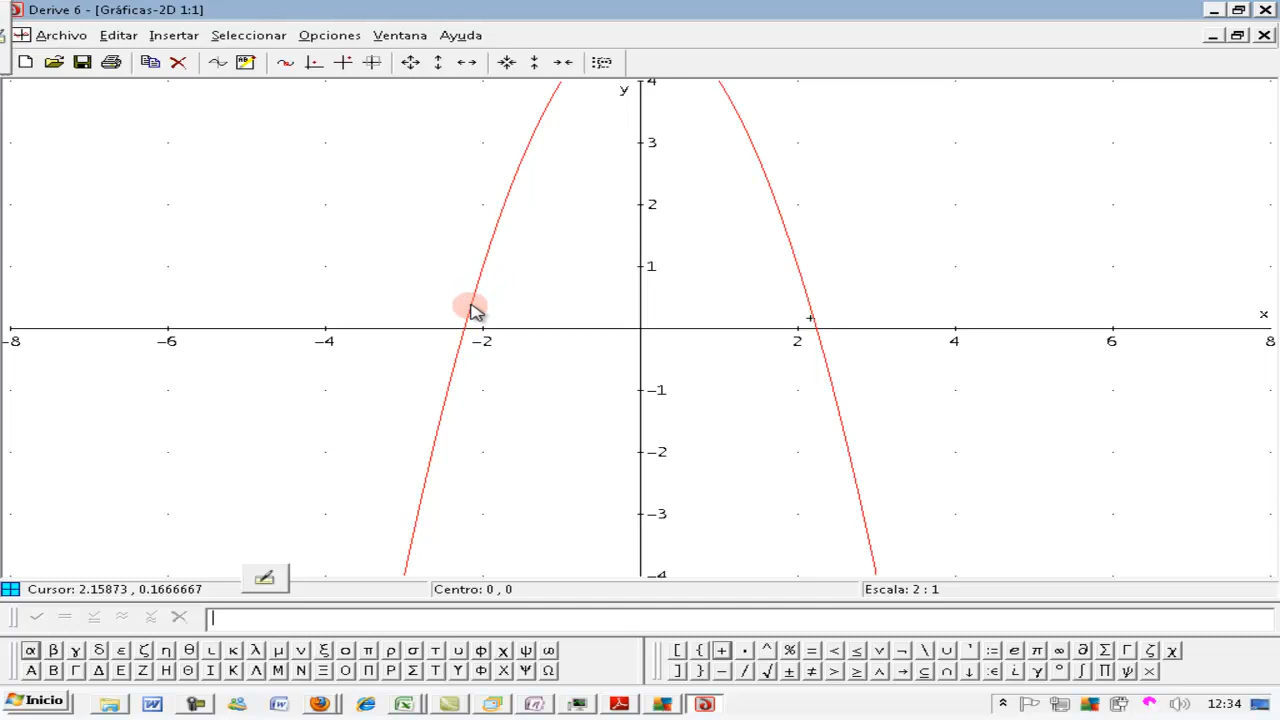 Derive 6 - [Gráficas-2D 1:1]
Archivo Editar Insertar Seleccionar Opciones Ventana Ayuda
y
4
3
2
1
x
-8 -6 -4 -2 2 4 6 8
-1
-2
-3
-4
Cursor: 2.15873 , 0.1666667 Centro: 0 , 0 Escala: 2 : 1
α β γ δ ε ζ η θ ι κ λ μ ν ξ ο π ρ σ τ υ φ χ ψ ω [ { + · ^ % = < ≤ ∨ ¬ \ ∪ ' := e π ∞ ∂ Σ Γ ζ χ
Α Β Γ Δ Ε Ζ Η Θ Ι Κ Λ Μ Ν Ξ Ο Π Ρ Σ Τ Υ Φ Χ Ψ Ω ] } − / √ ± ≠ > ≥ ∧ → ⊆ ∩ ↓ :∈ i γ ° ∫ Π ψ ×
Inicio 12:34